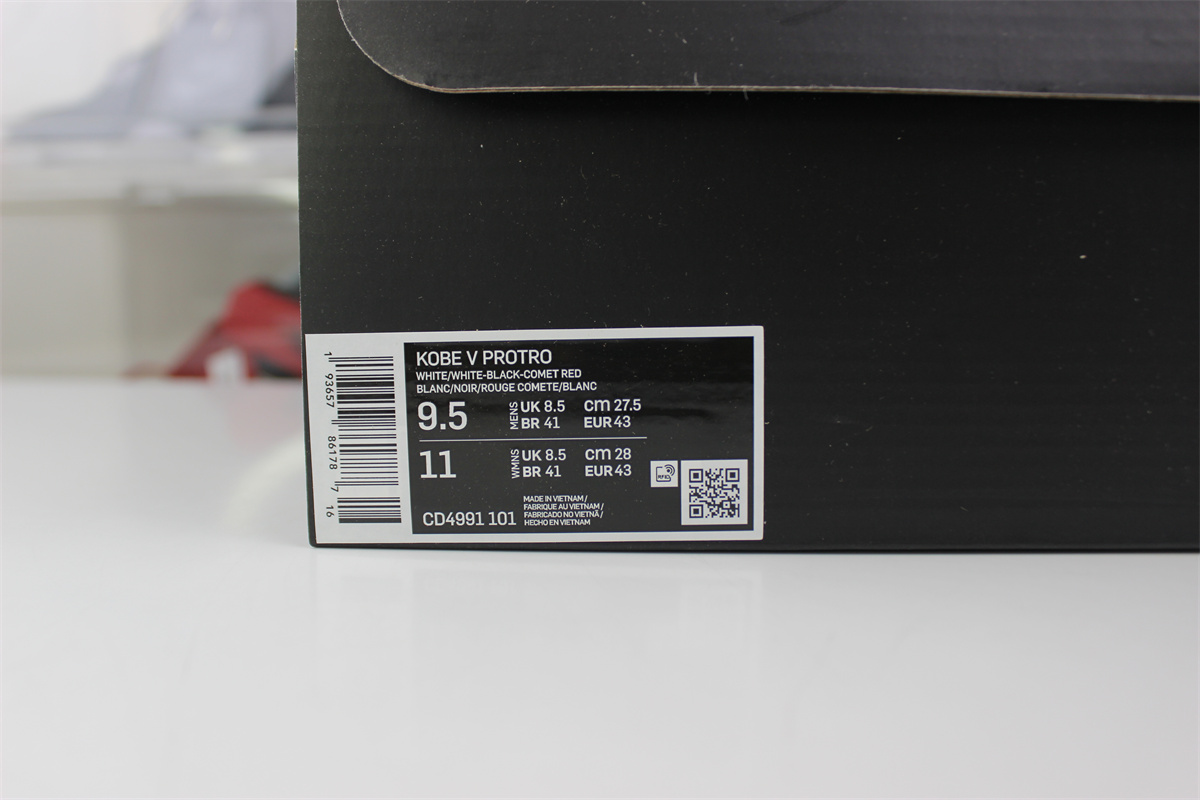 KOBE V PROTRO
WHITE/WHITE-BLACK-COMET RED
BLANC/NOIR/ROUGE COMETE/BLANC
9.5 MENS UK 8.5 cm 27.5
BR 41 EUR 43
11 WMNS UK 8.5 cm 28
BR 41 EUR 43
RFID
CD4991 101
MADE IN VIETNAM /
FABRIQUE AU VIETNAM /
FABRICADO NO VIETNÃ /
HECHO EN VIETNAM
1 93657 86178 7 16